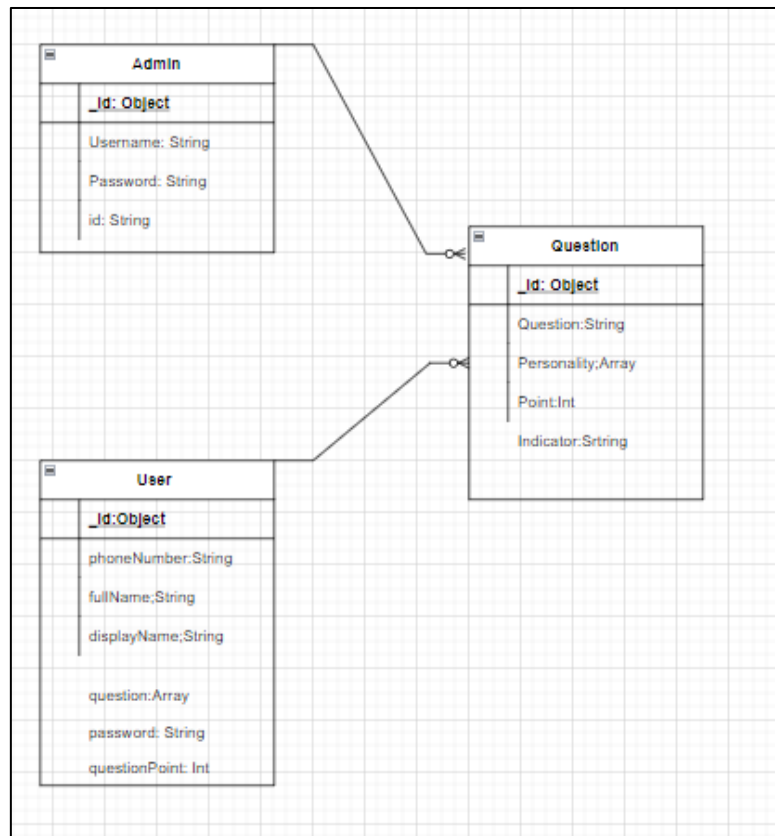 Admin
_id: Object
Username: String
Password: String
id: String
Question
_id: Object
Question:String
Personality;Array
Point:Int
Indicator:Srtring
User
_id:Object
phoneNumber:String
fullName;String
displayName;String
question:Array
password: String
questionPoint: Int